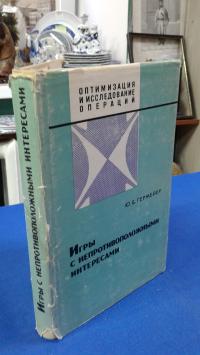 ОПТИМИЗАЦИЯ
И ИССЛЕДОВАНИЕ
ОПЕРАЦИЙ
Ю.Б.ГЕРМЕЙЕР
ИГРЫ
С НЕПРОТИВОПОЛОЖНЫМИ
ИНТЕРЕСАМИ
ИГРЫ С НЕПРОТИВОПОЛОЖНЫМИ ИНТЕРЕСАМИ